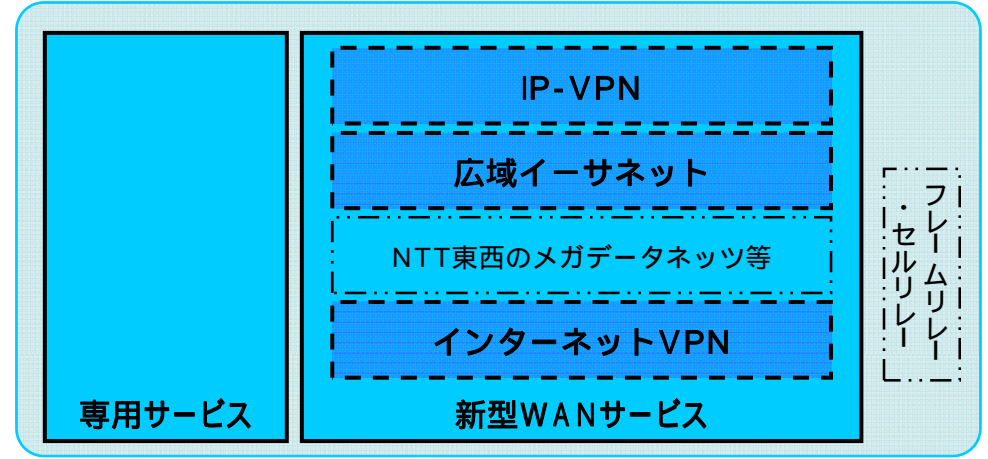 IP-VPN
広域イーサネット
NTT東西のメガデータネッツ等
インターネットVPN
専用サービス
新型WANサービス
フレームリレー
・セルリレー